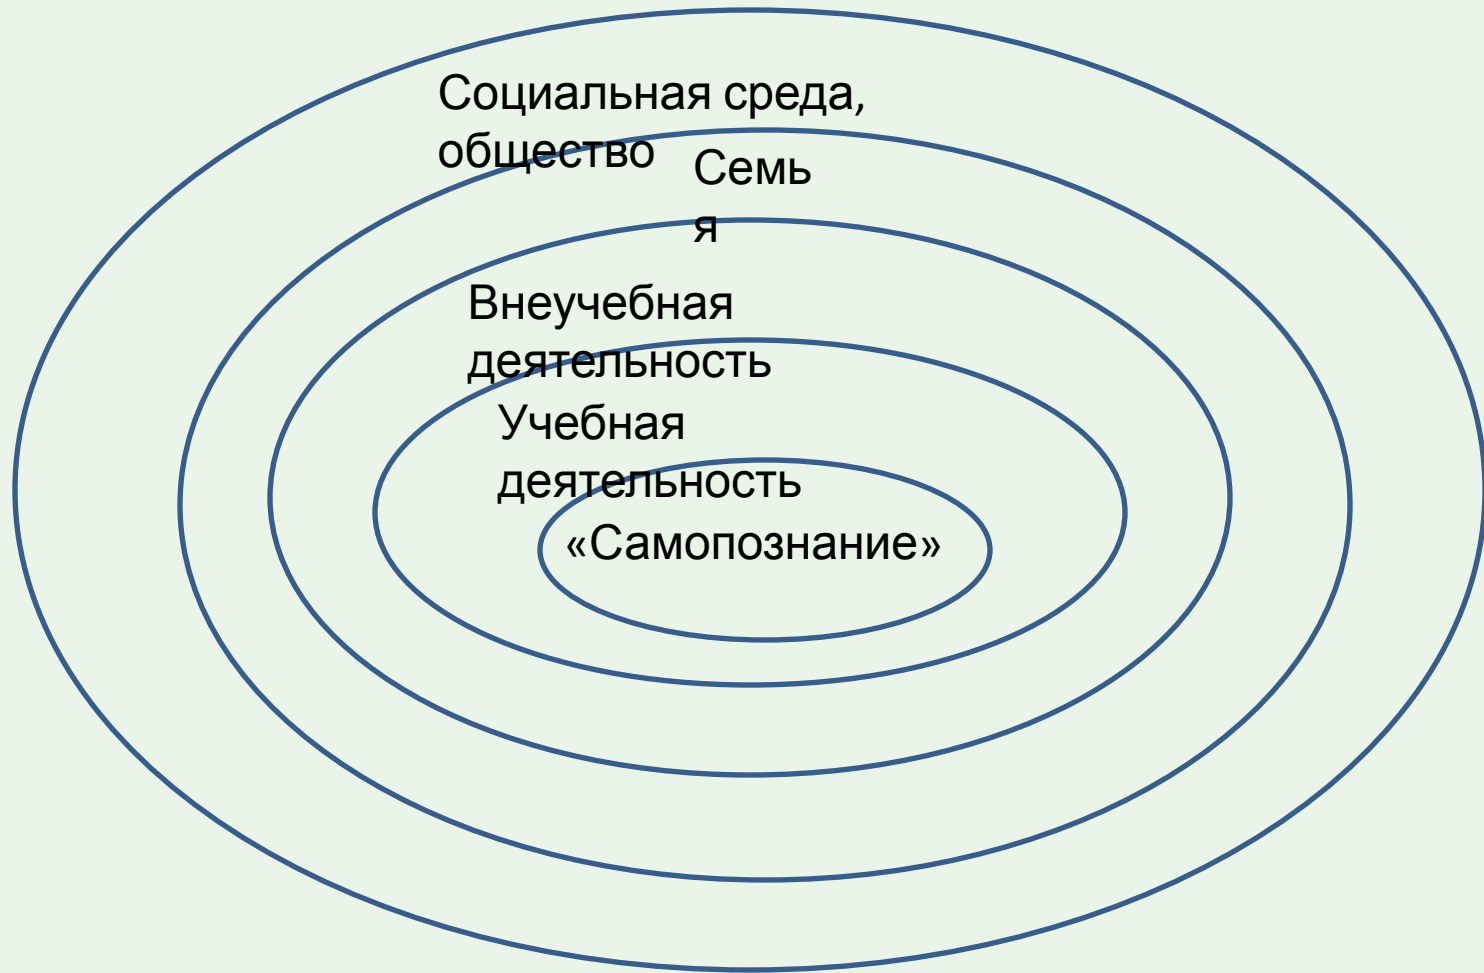 Социальная среда,
общество
Семь
я
Внеучебная
деятельность
Учебная
деятельность
«Самопознание»